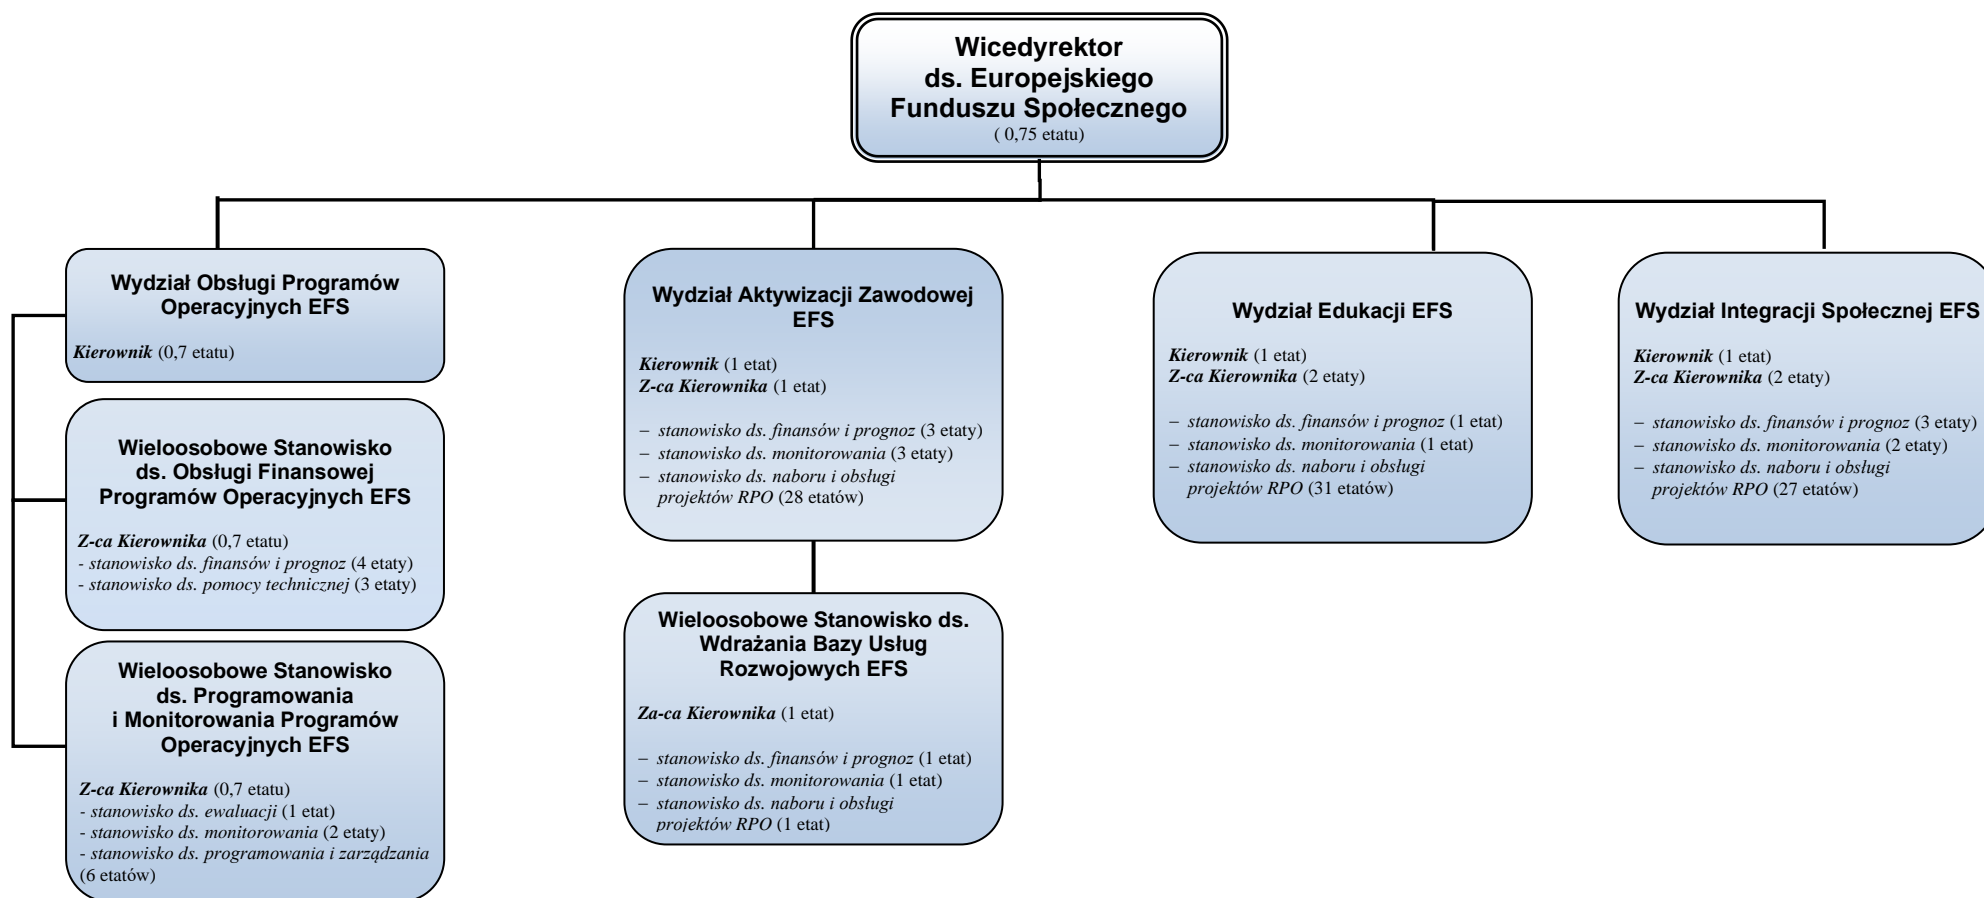 Wicedyrektor
ds. Europejskiego
Funduszu Społecznego
( 0,75 etatu)
Wydział Obsługi Programów
Operacyjnych EFS
Kierownik (0,7 etatu)
Wieloosobowe Stanowisko
ds. Obsługi Finansowej
Programów Operacyjnych EFS
Z-ca Kierownika (0,7 etatu)
- stanowisko ds. finansów i prognoz (4 etaty)
- stanowisko ds. pomocy technicznej (3 etaty)
Wieloosobowe Stanowisko
ds. Programowania
i Monitorowania Programów
Operacyjnych EFS
Z-ca Kierownika (0,7 etatu)
- stanowisko ds. ewaluacji (1 etat)
- stanowisko ds. monitorowania (2 etaty)
- stanowisko ds. programowania i zarządzania
(6 etatów)
Wydział Aktywizacji Zawodowej
EFS
Kierownik (1 etat)
Z-ca Kierownika (1 etat)
– stanowisko ds. finansów i prognoz (3 etaty)
– stanowisko ds. monitorowania (3 etaty)
– stanowisko ds. naboru i obsługi
projektów RPO (28 etatów)
Wieloosobowe Stanowisko ds.
Wdrażania Bazy Usług
Rozwojowych EFS
Za-ca Kierownika (1 etat)
– stanowisko ds. finansów i prognoz (1 etat)
– stanowisko ds. monitorowania (1 etat)
– stanowisko ds. naboru i obsługi
projektów RPO (1 etat)
Wydział Edukacji EFS
Kierownik (1 etat)
Z-ca Kierownika (2 etaty)
– stanowisko ds. finansów i prognoz (1 etat)
– stanowisko ds. monitorowania (1 etat)
– stanowisko ds. naboru i obsługi
projektów RPO (31 etatów)
Wydział Integracji Społecznej EFS
Kierownik (1 etat)
Z-ca Kierownika (2 etaty)
– stanowisko ds. finansów i prognoz (3 etaty)
– stanowisko ds. monitorowania (2 etaty)
– stanowisko ds. naboru i obsługi
projektów RPO (27 etatów)